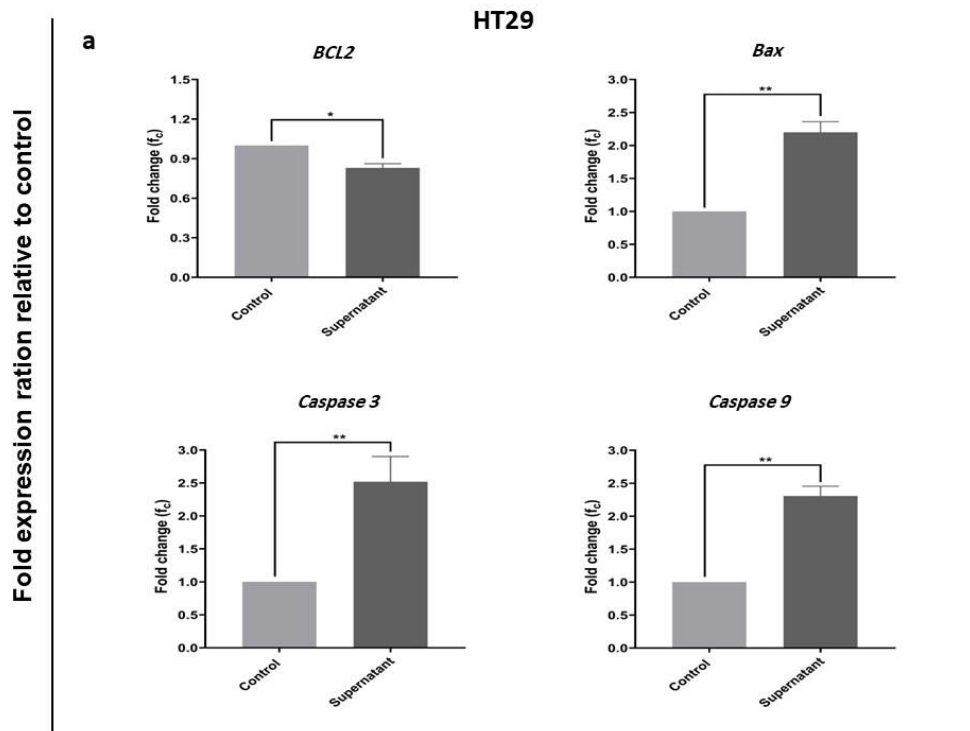 HT29
a
Fold expression ration relative to control
BCL2
1.5
1.2
0.9
0.6
0.3
0.0
Fold change (fc)
*
Control
Supernatant
Bax
3.0
2.5
2.0
1.5
1.0
0.5
0.0
Fold change (fc)
**
Control
Supernatant
Caspase 3
3.0
2.5
2.0
1.5
1.0
0.5
0.0
Fold change (fc)
**
Control
Supernatant
Caspase 9
3.0
2.5
2.0
1.5
1.0
0.5
0.0
Fold change (fc)
**
Control
Supernatant